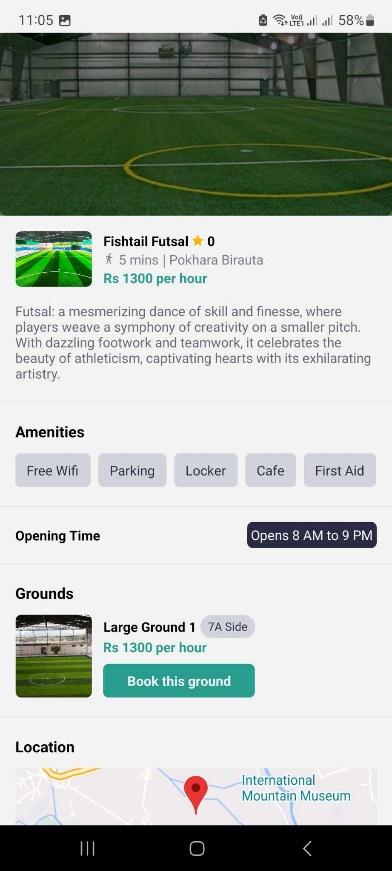 11:05
Vo))
LTE1
58%
Fishtail Futsal ⭐ 0
5 mins | Pokhara Birauta
Rs 1300 per hour
Futsal: a mesmerizing dance of skill and finesse, where
players weave a symphony of creativity on a smaller pitch.
With dazzling footwork and teamwork, it celebrates the
beauty of athleticism, captivating hearts with its exhilarating
artistry.
Amenities
Free Wifi
Parking
Locker
Cafe
First Aid
Opening Time
Opens 8 AM to 9 PM
Grounds
Large Ground 1
7A Side
Rs 1300 per hour
Book this ground
Location
International
Mountain Museum